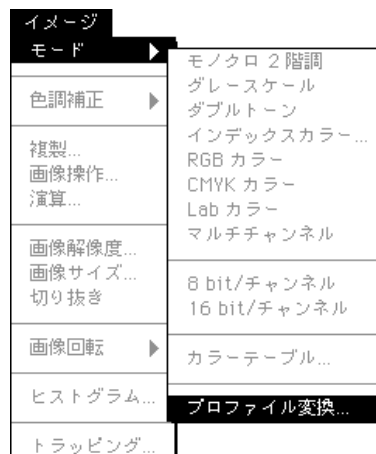 イメージ
モード
色調補正
複製...
画像操作...
演算...
画像解像度...
画像サイズ...
切り抜き
画像回転
ヒストグラム...
トラッピング...
モノクロ 2 階調
グレースケール
ダブルトーン
インデックスカラー...
RGB カラー
CMYK カラー
Lab カラー
マルチチャンネル
8 bit/チャンネル
16 bit/チャンネル
カラーテーブル...
プロファイル変換...